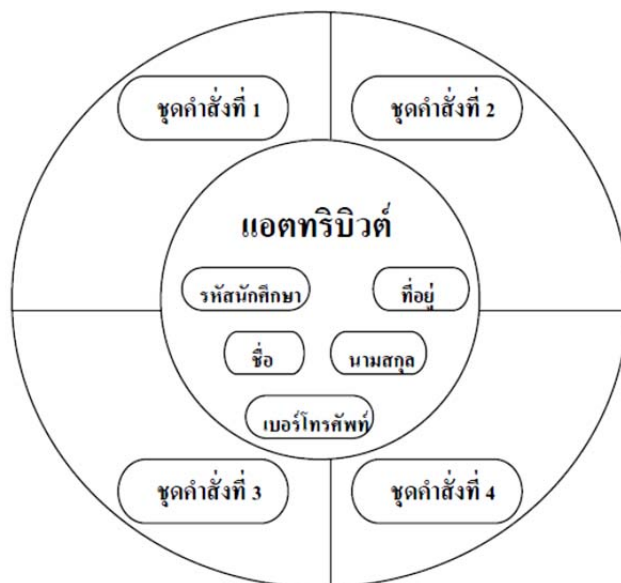 ชุดคำสั่งที่ 1
ชุดคำสั่งที่ 2
แอตทริบิวต์
รหัสนักศึกษา
ที่อยู่
ชื่อ
นามสกุล
เบอร์โทรศัพท์
ชุดคำสั่งที่ 3
ชุดคำสั่งที่ 4